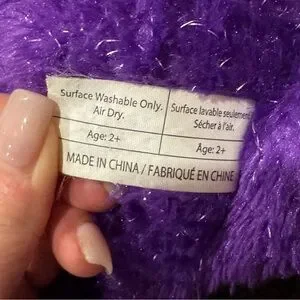 Surface Washable Only. Surface lavable seulement.
Air Dry. Sécher à l'air.
Age: 2+ Âge: 2+
MADE IN CHINA / FABRIQUÉ EN CHINE